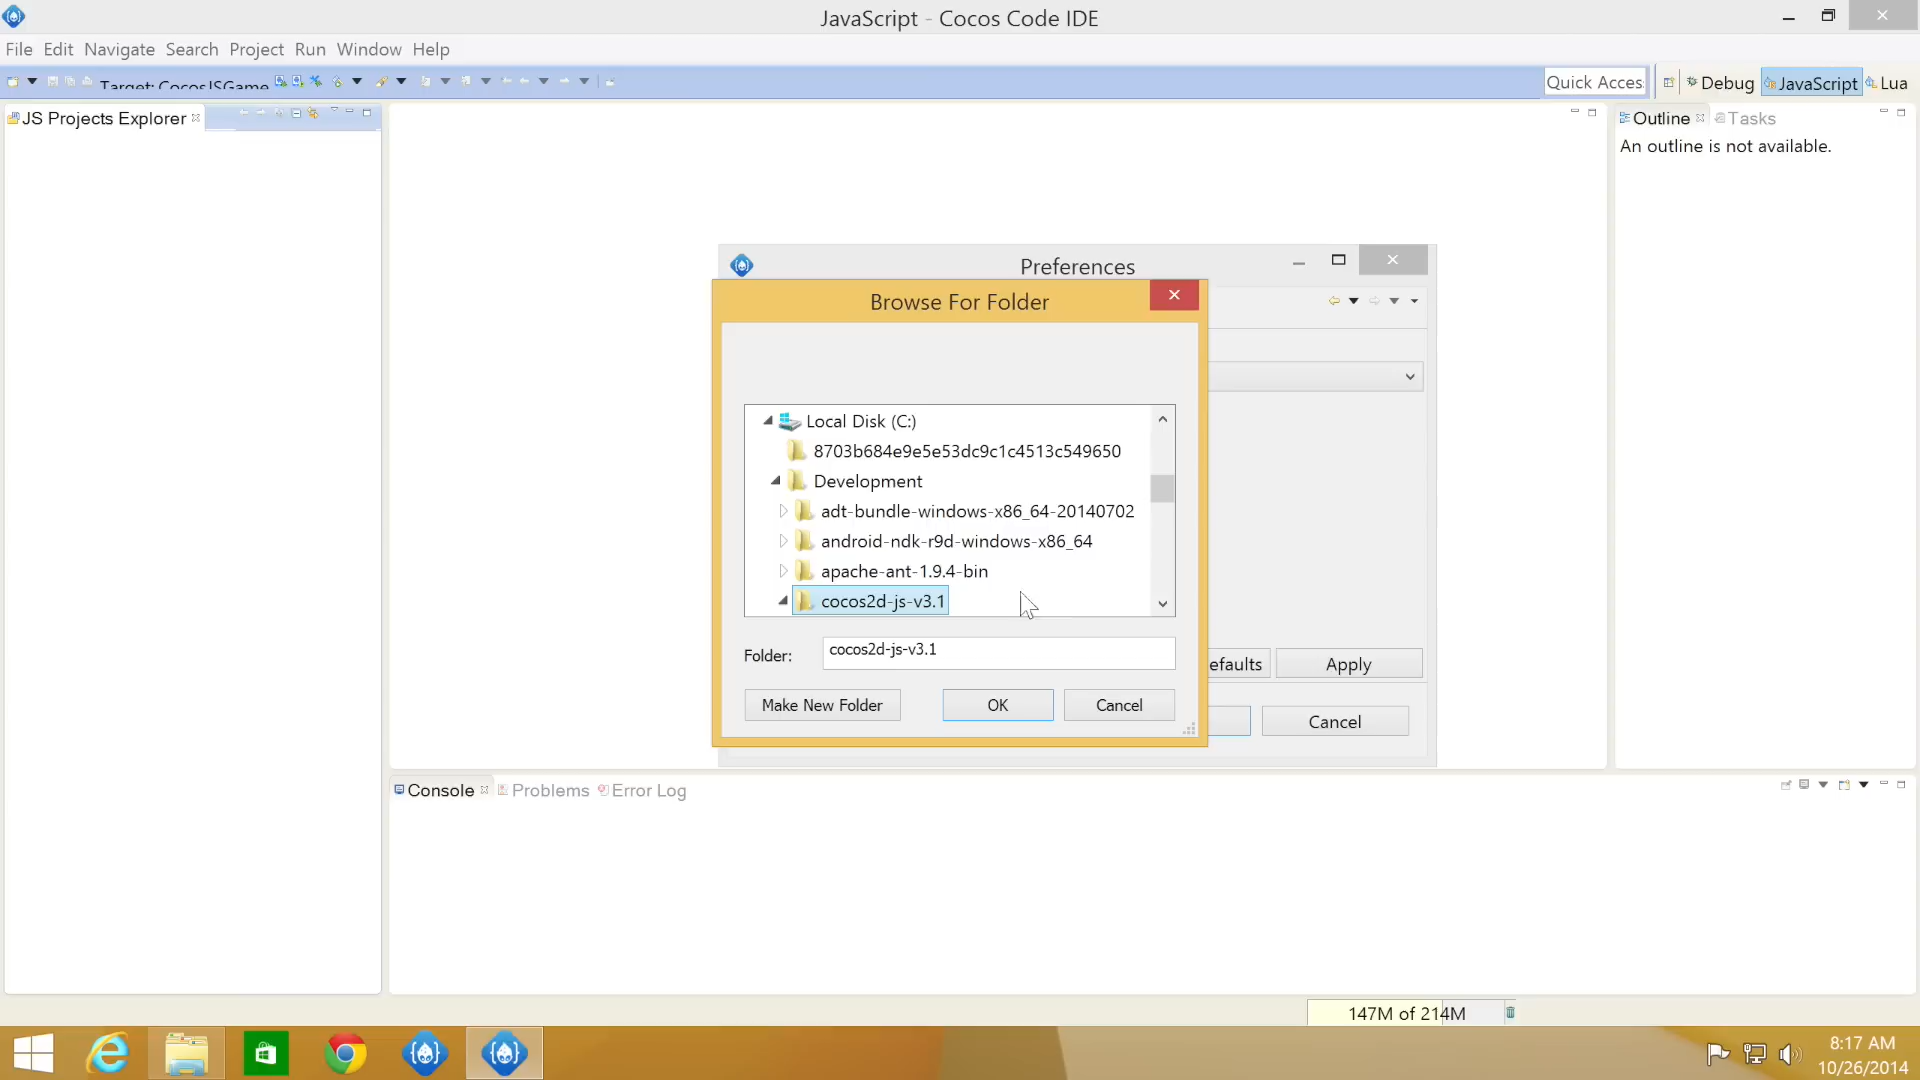 JavaScript - Cocos Code IDE
File Edit Navigate Search Project Run Window Help
Target: CocosJSGame
Quick Acces
Debug JavaScript Lua
JS Projects Explorer
Outline Tasks
An outline is not available.
Preferences
Browse For Folder
Local Disk (C:)
8703b684e9e5e53dc9c1c4513c549650
Development
adt-bundle-windows-x86_64-20140702
android-ndk-r9d-windows-x86_64
apache-ant-1.9.4-bin
cocos2d-js-v3.1
Folder: cocos2d-js-v3.1
efaults Apply
Make New Folder OK Cancel
Cancel
Console Problems Error Log
147M of 214M
8:17 AM
10/26/2014